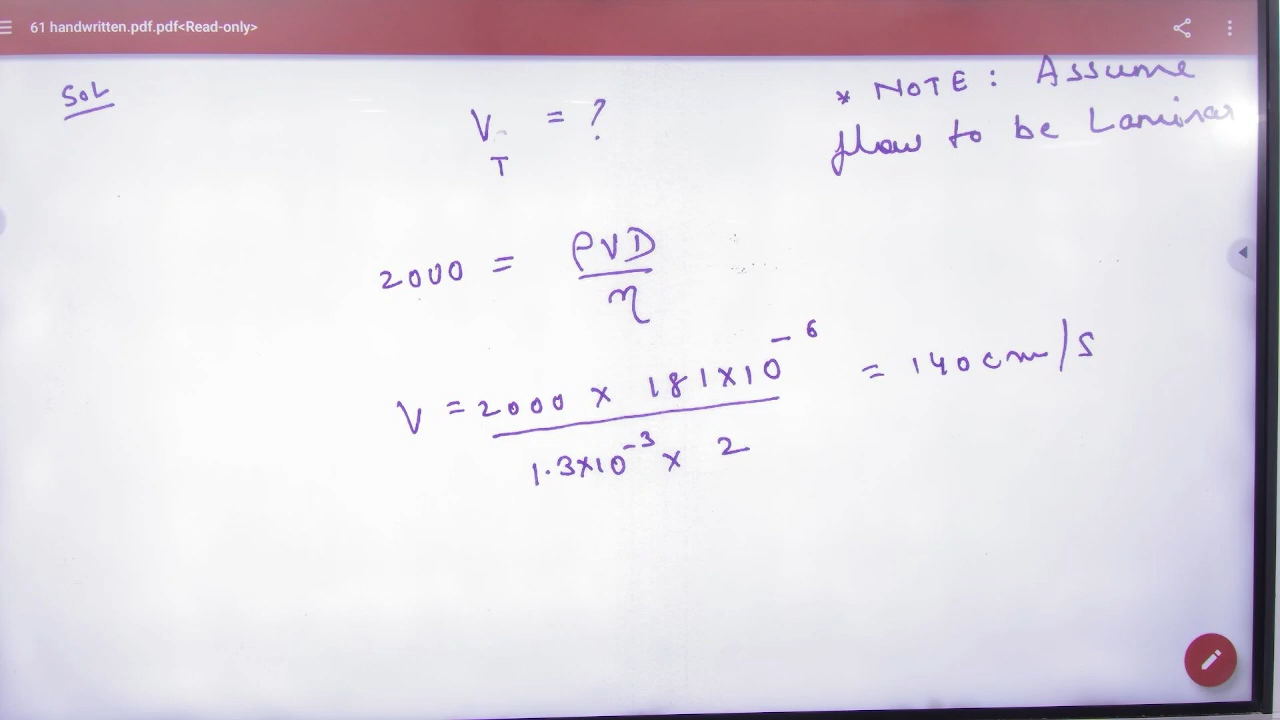 61 handwritten.pdf.pdf<Read-only>
SOL
* NOTE: Assume
flow to be Laminar
V_T = ?
2000 = ρVD/η
V = 2000 × 181×10⁻⁶ / 1.3×10⁻³ × 2 = 140 cm/s